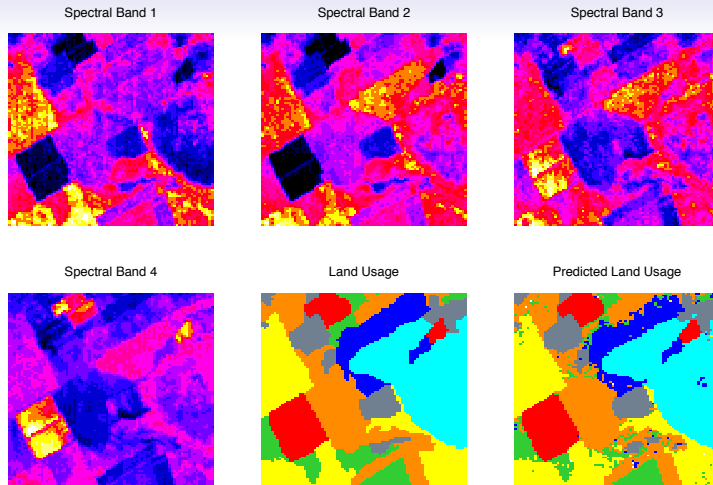 Spectral Band 1
Spectral Band 2
Spectral Band 3
Spectral Band 4
Land Usage
Predicted Land Usage